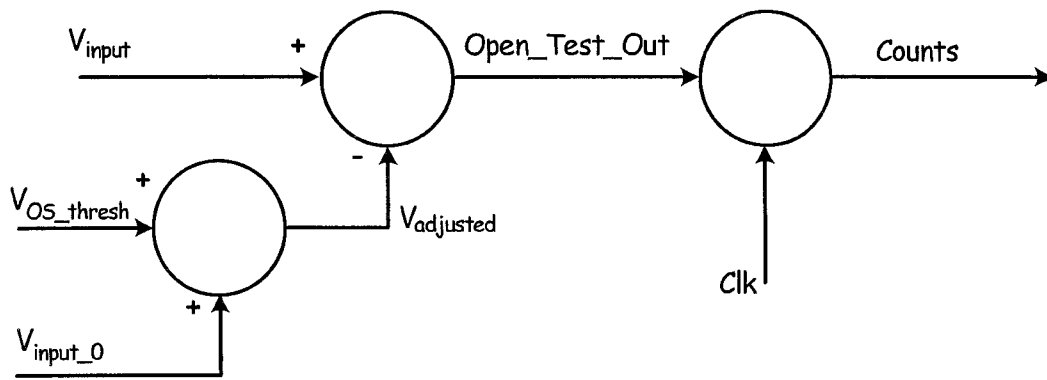 V_input
+
Open_Test_Out
Counts
-
+
V_OS_thresh
V_adjusted
+
Clk
V_input_0